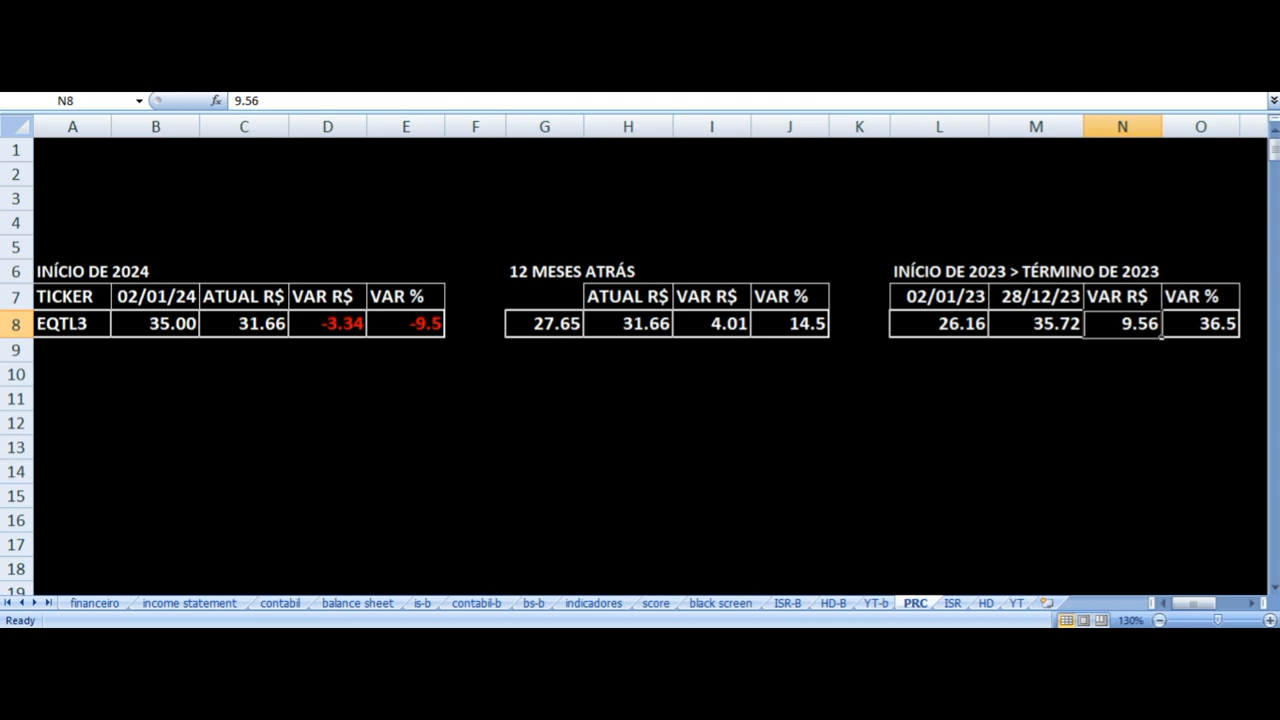 N8 fx 9.56
A B C D E F G H I J K L M N O
1
2
3
4
5
6 INÍCIO DE 2024 12 MESES ATRÁS INÍCIO DE 2023 > TÉRMINO DE 2023
7 TICKER 02/01/24 ATUAL R$ VAR R$ VAR % ATUAL R$ VAR R$ VAR % 02/01/23 28/12/23 VAR R$ VAR %
8 EQTL3 35.00 31.66 -3.34 -9.5 27.65 31.66 4.01 14.5 26.16 35.72 9.56 36.5
9
10
11
12
13
14
15
16
17
18
19
financeiro income statement contabil balance sheet is-b contabil-b bs-b indicadores score black screen ISR-B HD-B YT-b PRC ISR HD YT
Ready 130%